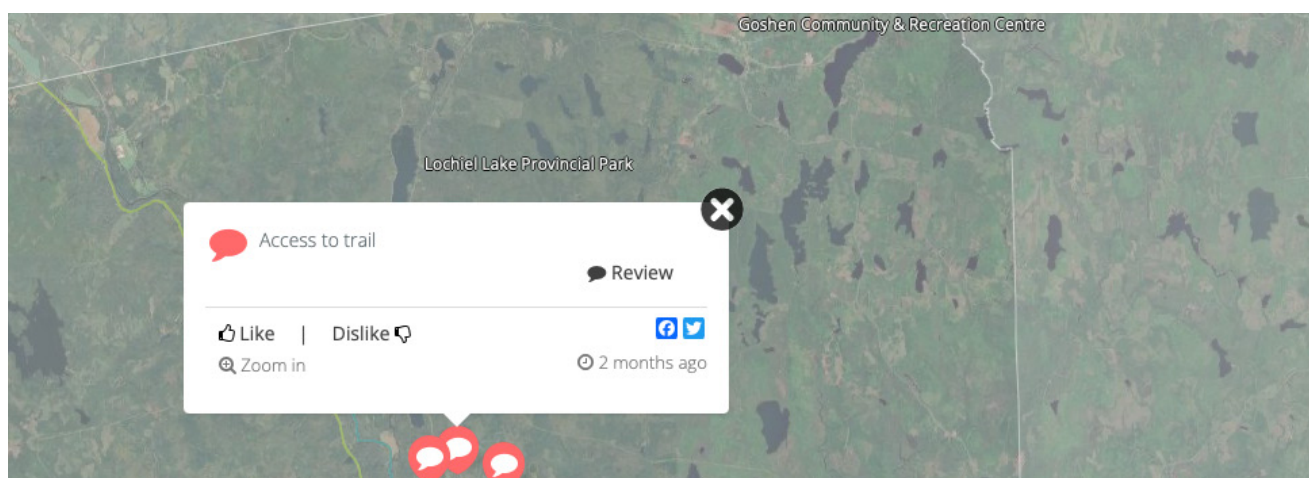 Goshen Community & Recreation Centre
Lochiel Lake Provincial Park
Access to trail
Review
Like | Dislike
Zoom in
2 months ago